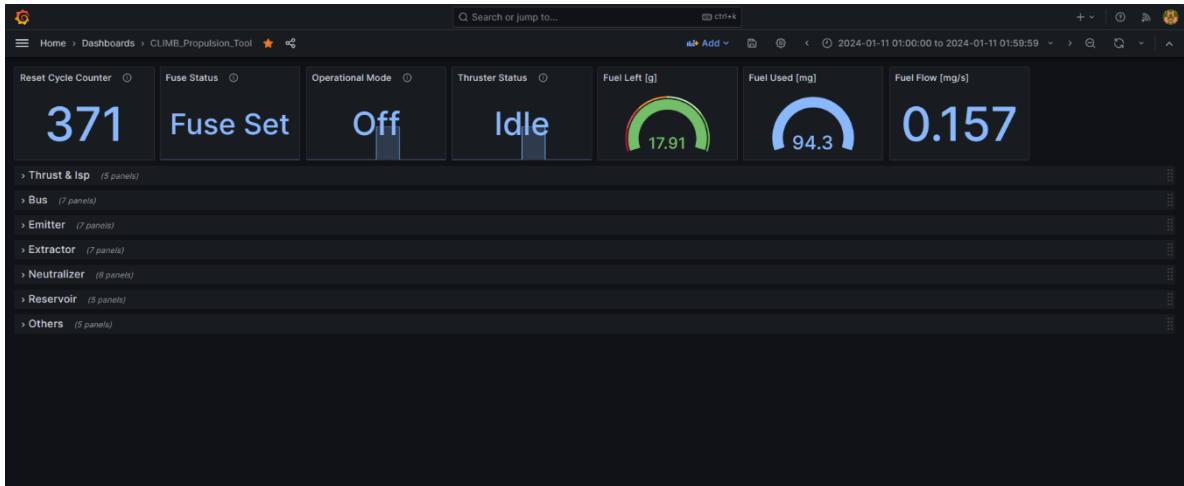 Search or jump to... ctrl+k
Home › Dashboards › CLIMB_Propulsion_Tool Add 2024-01-11 01:00:00 to 2024-01-11 01:59:59
Reset Cycle Counter Fuse Status Operational Mode Thruster Status Fuel Left [g] Fuel Used [mg] Fuel Flow [mg/s]
371 Fuse Set Off Idle 17.91 94.3 0.157
› Thrust & Isp (5 panels)
› Bus (7 panels)
› Emitter (7 panels)
› Extractor (7 panels)
› Neutralizer (8 panels)
› Reservoir (5 panels)
› Others (5 panels)